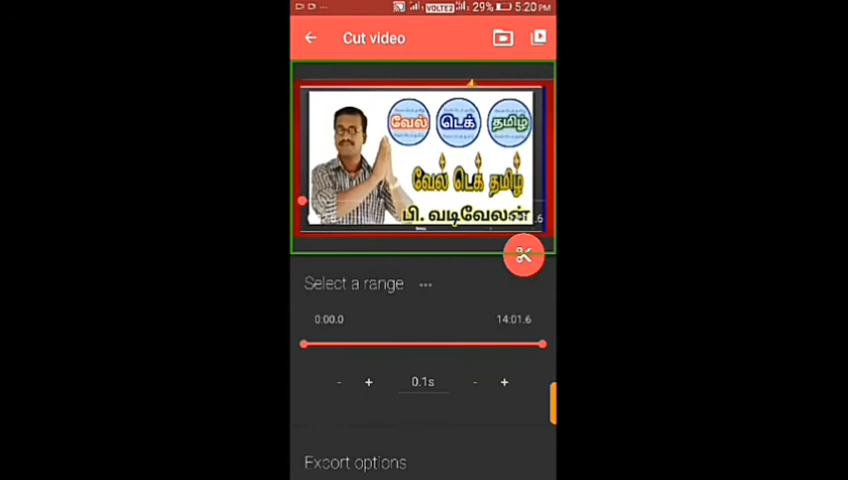 VOLTE2 29% 5:20 PM
Cut video
வேல் டெக் தமிழ்
வேல் டெக் தமிழ்
பி. வடிவேலன்
Select a range ...
0:00.0 14:01.6
- + 0.1s - +
Export options